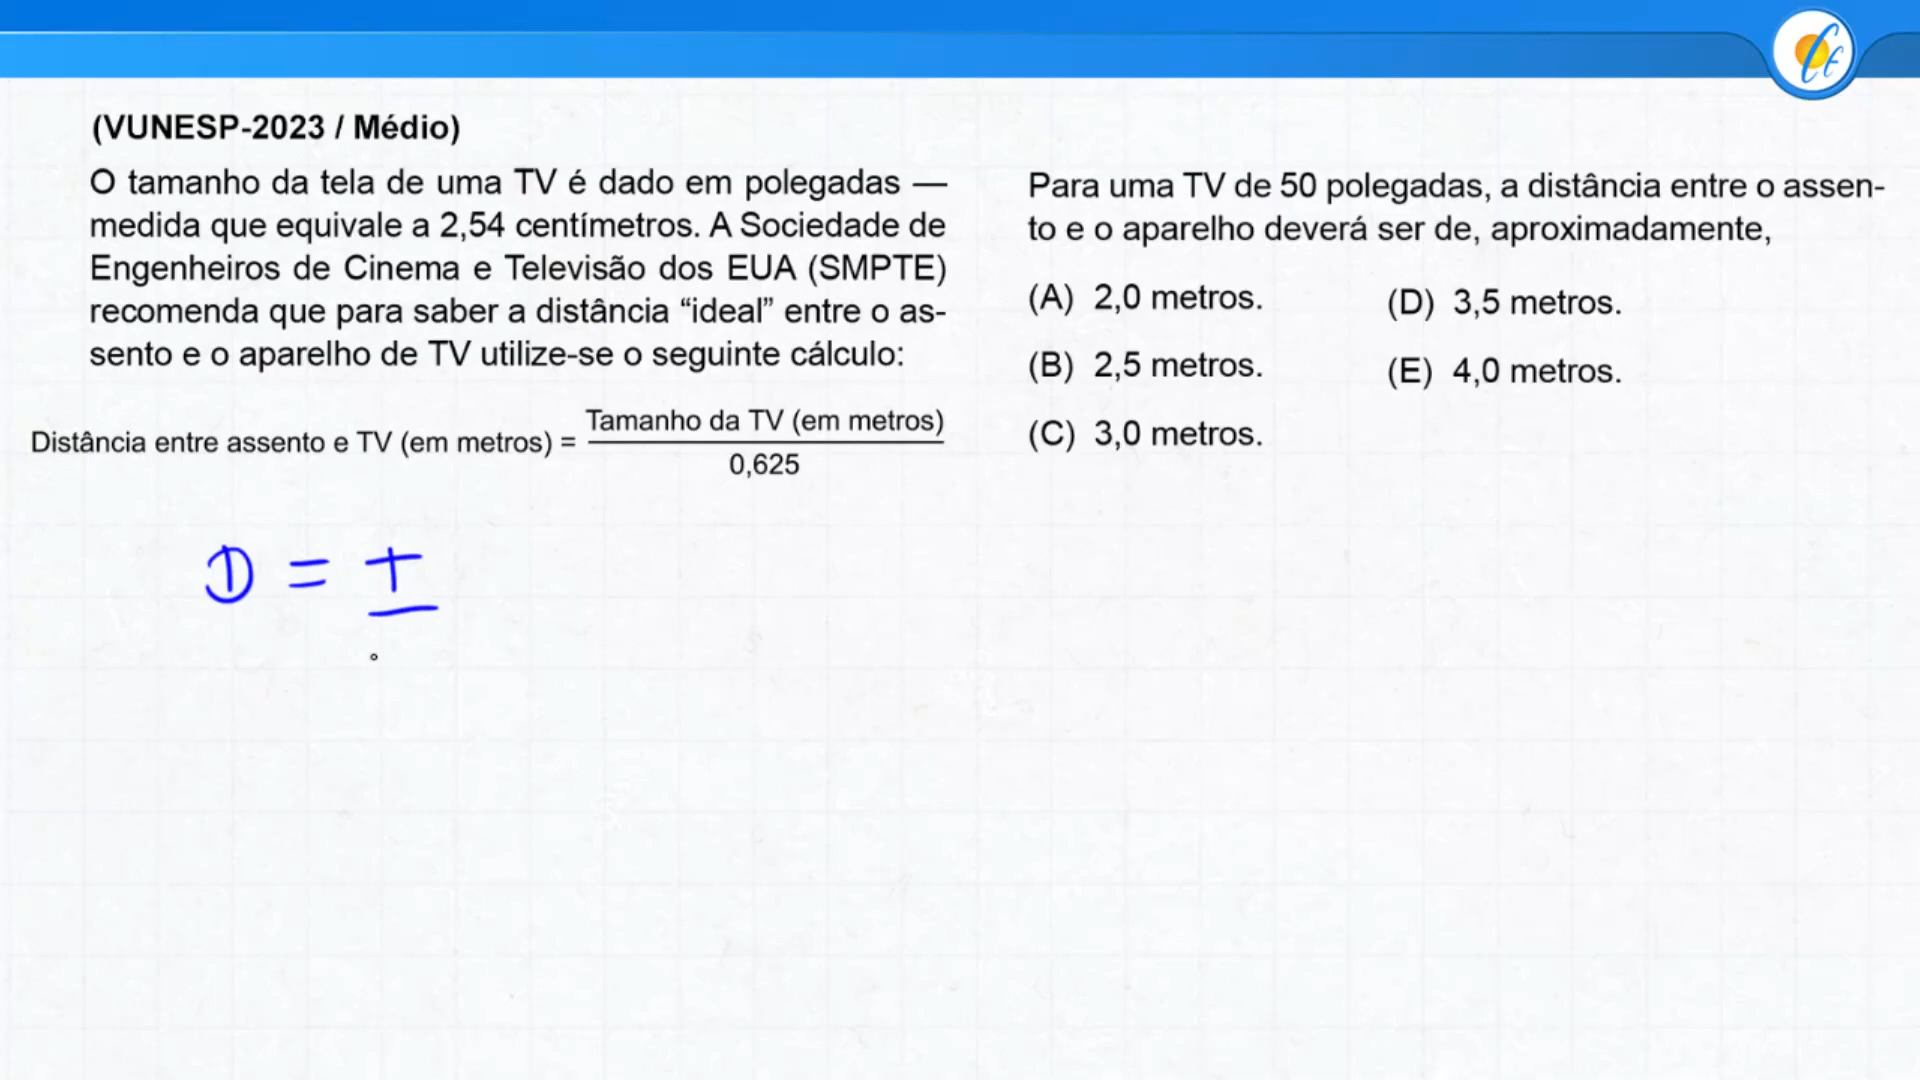 (VUNESP-2023 / Médio)
O tamanho da tela de uma TV é dado em polegadas —
medida que equivale a 2,54 centímetros. A Sociedade de
Engenheiros de Cinema e Televisão dos EUA (SMPTE)
recomenda que para saber a distância “ideal” entre o as-
sento e o aparelho de TV utilize-se o seguinte cálculo:
Distância entre assento e TV (em metros) = Tamanho da TV (em metros)
0,625
D = T
Para uma TV de 50 polegadas, a distância entre o assen-
to e o aparelho deverá ser de, aproximadamente,
(A) 2,0 metros.
(B) 2,5 metros.
(C) 3,0 metros.
(D) 3,5 metros.
(E) 4,0 metros.